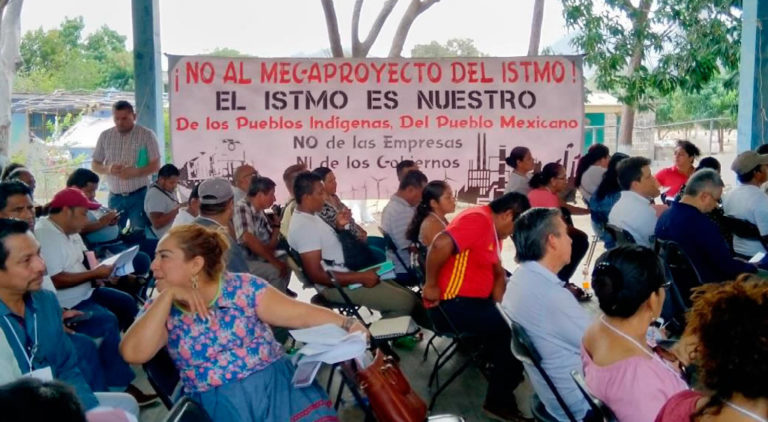 ¡ NO AL MEGAPROYECTO DEL ISTMO !
EL ISTMO ES NUESTRO
De los Pueblos Indígenas, Del Pueblo Mexicano
NO de las Empresas
NI de los Gobiernos